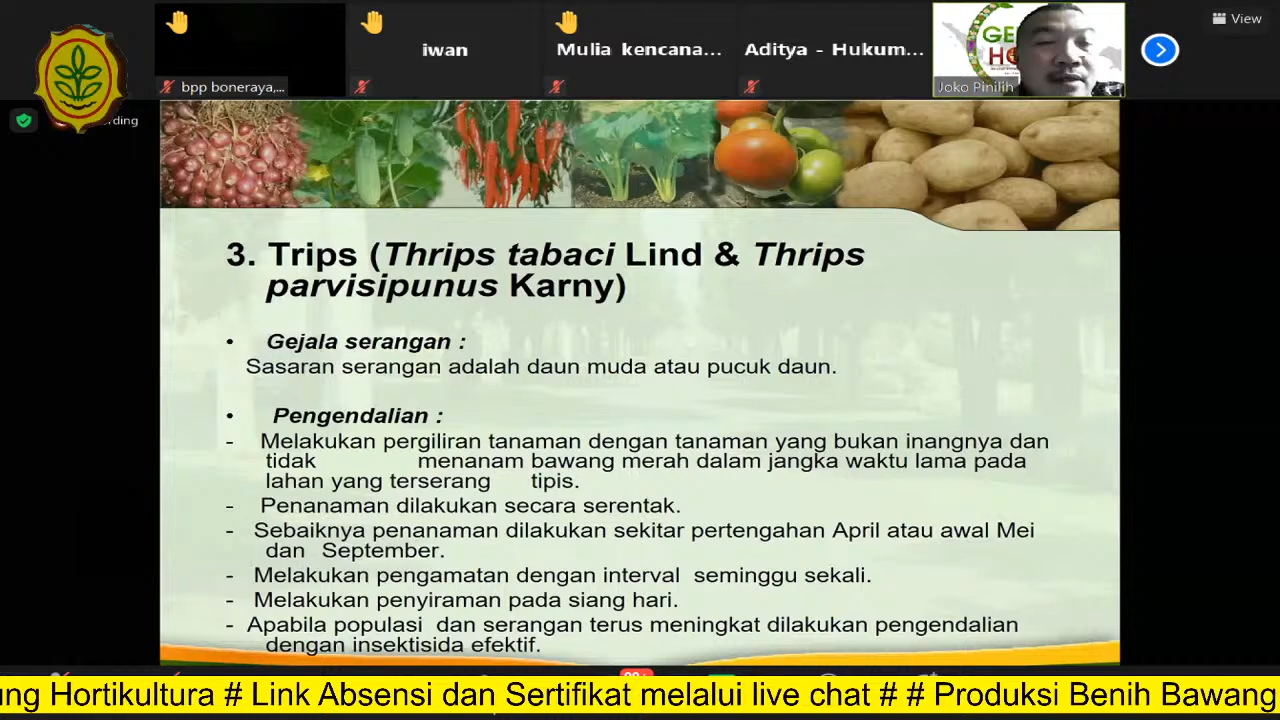 iwan
Mulia kencana...
Aditya - Hukum...
View
bpp boneraya,...
GE
HO
Joko Pinilih
rding
3. Trips (Thrips tabaci Lind & Thrips
parvisipunus Karny)
• Gejala serangan :
Sasaran serangan adalah daun muda atau pucuk daun.
• Pengendalian :
- Melakukan pergiliran tanaman dengan tanaman yang bukan inangnya dan
tidak menanam bawang merah dalam jangka waktu lama pada
lahan yang terserang tipis.
- Penanaman dilakukan secara serentak.
- Sebaiknya penanaman dilakukan sekitar pertengahan April atau awal Mei
dan September.
- Melakukan pengamatan dengan interval seminggu sekali.
- Melakukan penyiraman pada siang hari.
- Apabila populasi dan serangan terus meningkat dilakukan pengendalian
dengan insektisida efektif.
ung Hortikultura # Link Absensi dan Sertifikat melalui live chat # # Produksi Benih Bawang